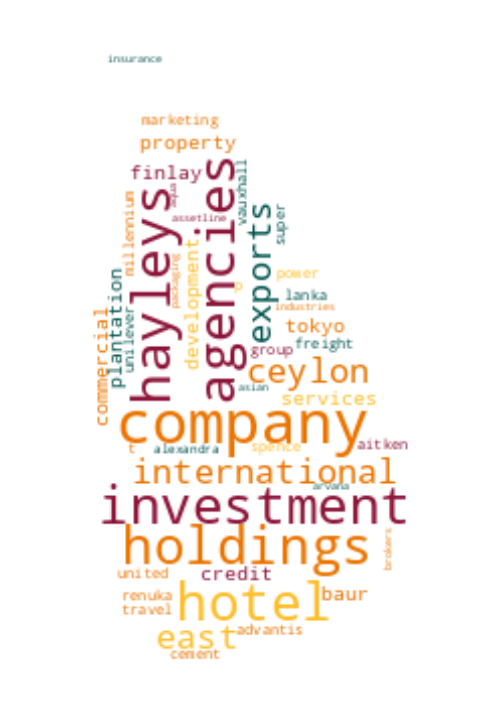 insurance
marketing
property
finlay
hayleys
agencies
aqua
assetline
vauxhall
millennium
packaging
development
exports
super
power
lanka
industries
tokyo
freight
group
plantation
unilever
commercial
ceylon
asian
services
company
t
alexandra
spence
aitken
international
arvana
investment
holdings
brokers
united
credit
renuka
hotel
baur
travel
east
advantis
cement